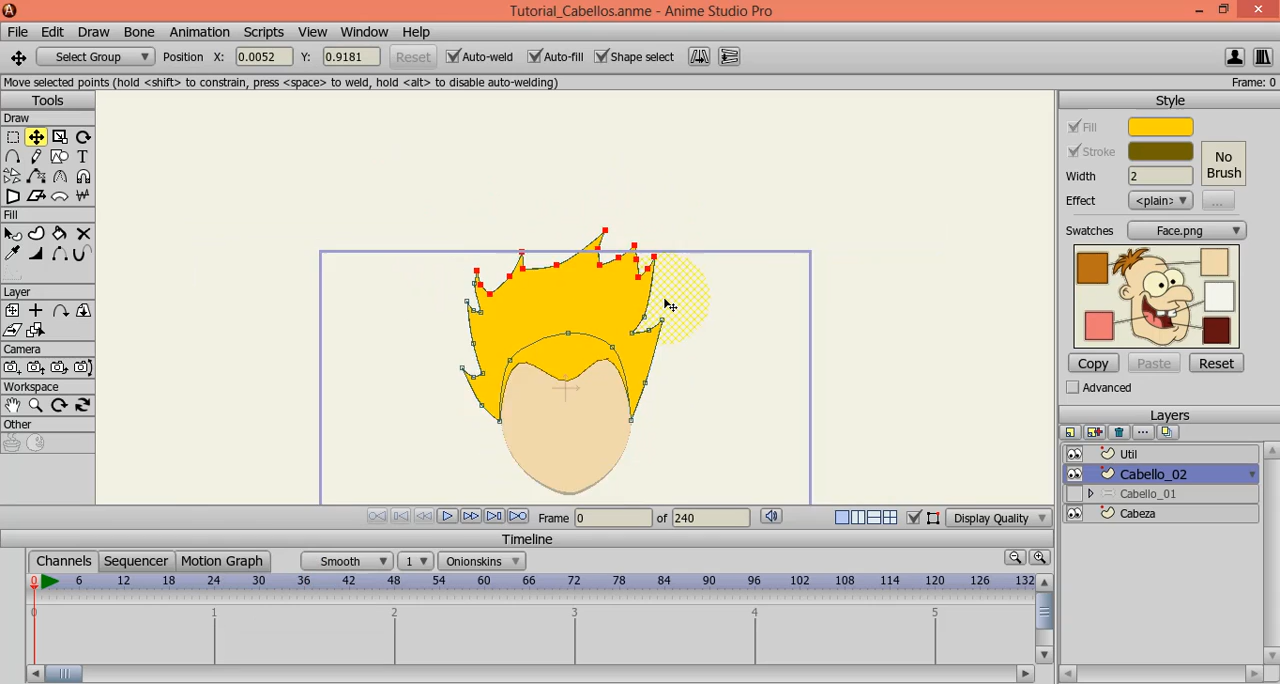 Tutorial_Cabellos.anme - Anime Studio Pro
File Edit Draw Bone Animation Scripts View Window Help
Select Group Position X: 0.0052 Y: 0.9181 Reset Auto-weld Auto-fill Shape select
Move selected points (hold <shift> to constrain, press <space> to weld, hold <alt> to disable auto-welding) Frame: 0
Tools
Draw
T
Fill
Layer
Camera
Workspace
Other
Style
Fill
Stroke
No Brush
Width 2
Effect <plain> ...
Swatches Face.png
Copy Paste Reset
Advanced
Layers
Util
Cabello_02
Cabello_01
Cabeza
Frame 0 of 240 Display Quality
Timeline
Channels Sequencer Motion Graph Smooth 1 Onionskins
0 6 12 18 24 30 36 42 48 54 60 66 72 78 84 90 96 102 108 114 120 126 132
0 1 2 3 4 5